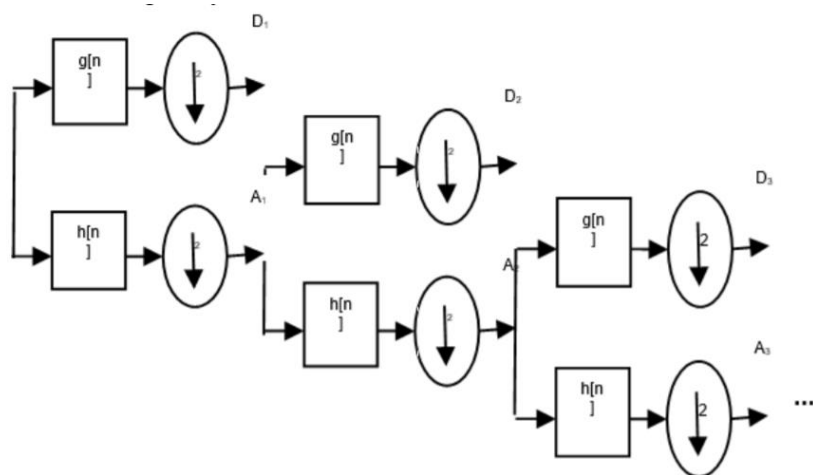 D₁
g[n
]
2
D₂
g[n
]
2
A₁
D₃
h[n
]
2
g[n
]
2
A₂
h[n
]
2
A₃
h[n
]
2
...